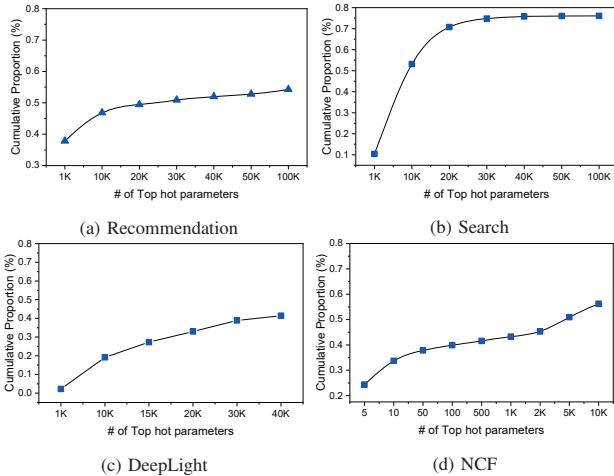 Cumulative Proportion (%)
0.8
0.7
0.6
0.5
0.4
0.3
1K 10K 20K 30K 40K 50K 100K
# of Top hot parameters
(a) Recommendation
Cumulative Proportion (%)
0.8
0.7
0.6
0.5
0.4
0.3
0.2
0.1
1K 10K 20K 30K 40K 50K 100K
# of Top hot parameters
(b) Search
Cumulative Proportion (%)
0.8
0.7
0.6
0.5
0.4
0.3
0.2
0.1
0.0
1K 10K 15K 20K 30K 40K
# of Top hot parameters
(c) DeepLight
Cumulative Proportion (%)
0.8
0.7
0.6
0.5
0.4
0.3
0.2
5 10 50 100 500 1K 2K 5K 10K
# of Top hot parameters
(d) NCF